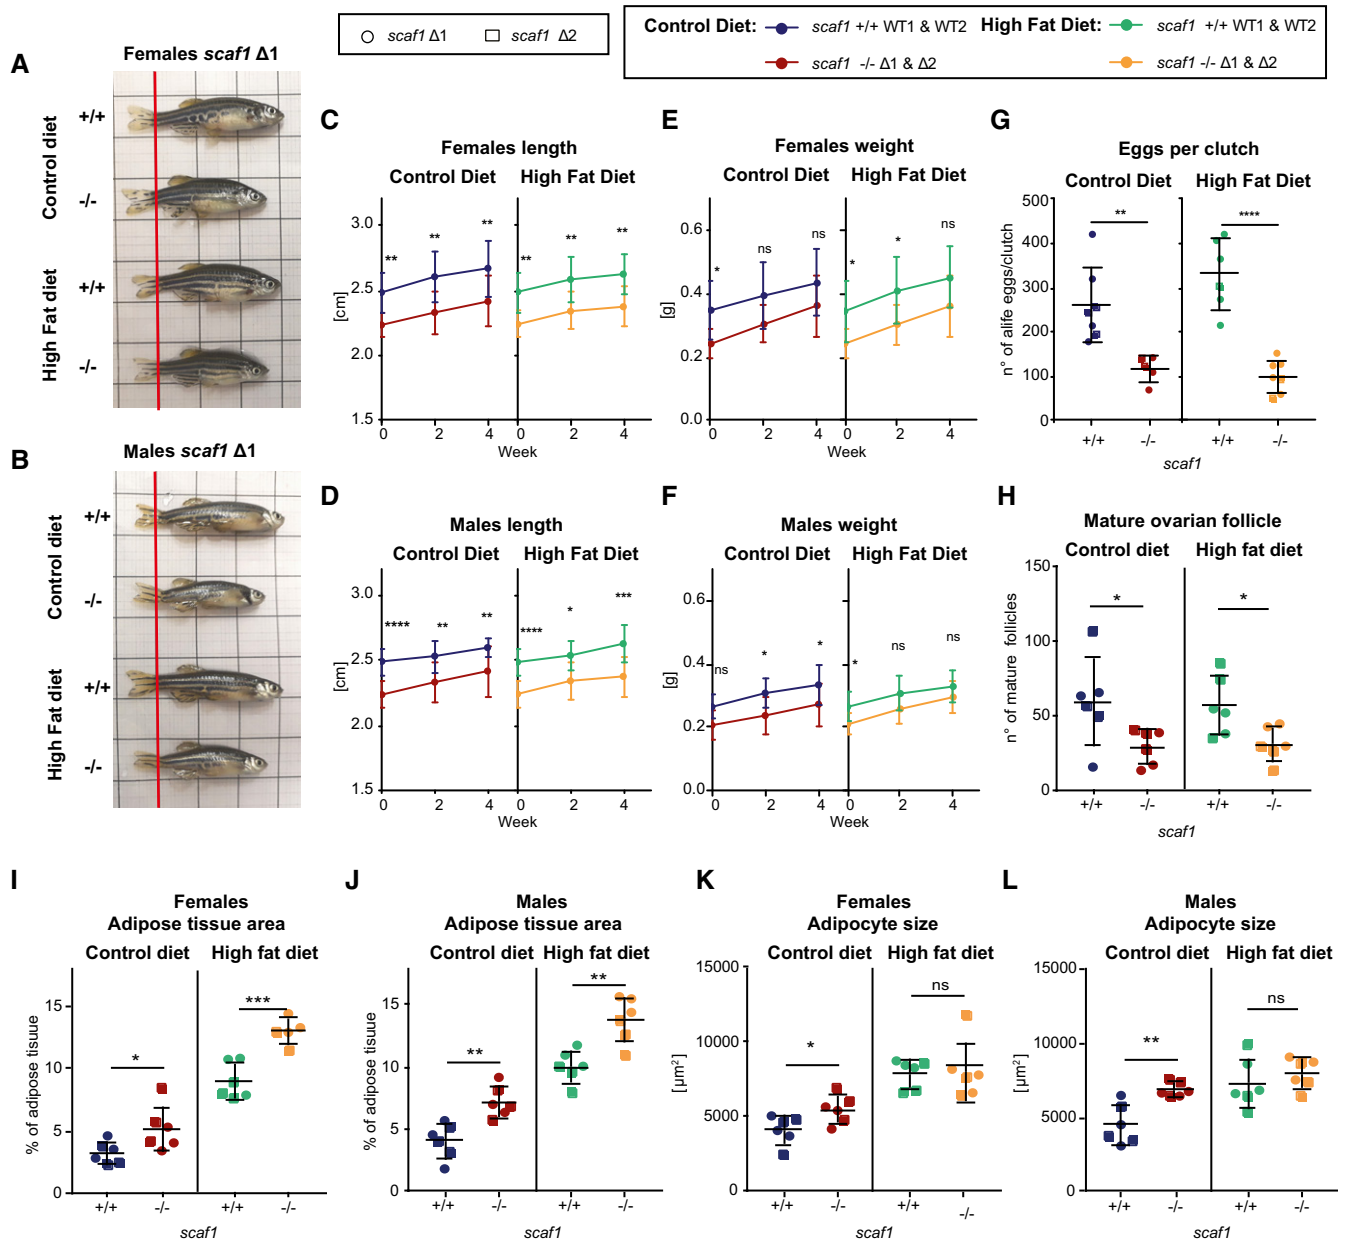 scaf1 Δ1
scaf1 Δ2
Control Diet:
scaf1 +/+ WT1 & WT2
High Fat Diet:
scaf1 +/+ WT1 & WT2
scaf1 -/- Δ1 & Δ2
scaf1 -/- Δ1 & Δ2
A
Females scaf1 Δ1
Control diet
+/+
-/-
High Fat diet
+/+
-/-
B
Males scaf1 Δ1
Control diet
+/+
-/-
High Fat diet
+/+
-/-
C
Females length
Control Diet
High Fat Diet
[cm]
3.0
2.5
2.0
1.5
**
**
**
**
**
**
0
2
4
0
2
4
Week
D
Males length
Control Diet
High Fat Diet
[cm]
3.0
2.5
2.0
1.5
****
**
**
****
*
***
0
2
4
0
2
4
Week
E
Females weight
Control Diet
High Fat Diet
[g]
0.6
0.4
0.2
0.0
*
ns
ns
*
*
ns
0
2
4
0
2
4
Week
F
Males weight
Control Diet
High Fat Diet
[g]
0.6
0.4
0.2
0.0
ns
*
*
*
ns
ns
0
2
4
0
2
4
Week
G
Eggs per clutch
Control Diet
High Fat Diet
n° of alife eggs/clutch
500
400
300
200
100
0
**
****
+/+
-/-
+/+
-/-
scaf1
H
Mature ovarian follicle
Control diet
High fat diet
n° of mature follicles
150
100
50
0
*
*
+/+
-/-
+/+
-/-
scaf1
I
Females
Adipose tissue area
Control diet
High fat diet
% of adipose tisuue
15
10
5
0
*
***
+/+
-/-
+/+
-/-
scaf1
J
Males
Adipose tissue area
Control diet
High fat diet
% of adipose tisuue
15
10
5
0
**
**
+/+
-/-
+/+
-/-
scaf1
K
Females
Adipocyte size
Control diet
High fat diet
[µm²]
15000
10000
5000
0
*
ns
+/+
-/-
+/+
-/-
scaf1
L
Males
Adipocyte size
Control diet
High fat diet
[µm²]
15000
10000
5000
0
**
ns
+/+
-/-
+/+
-/-
scaf1